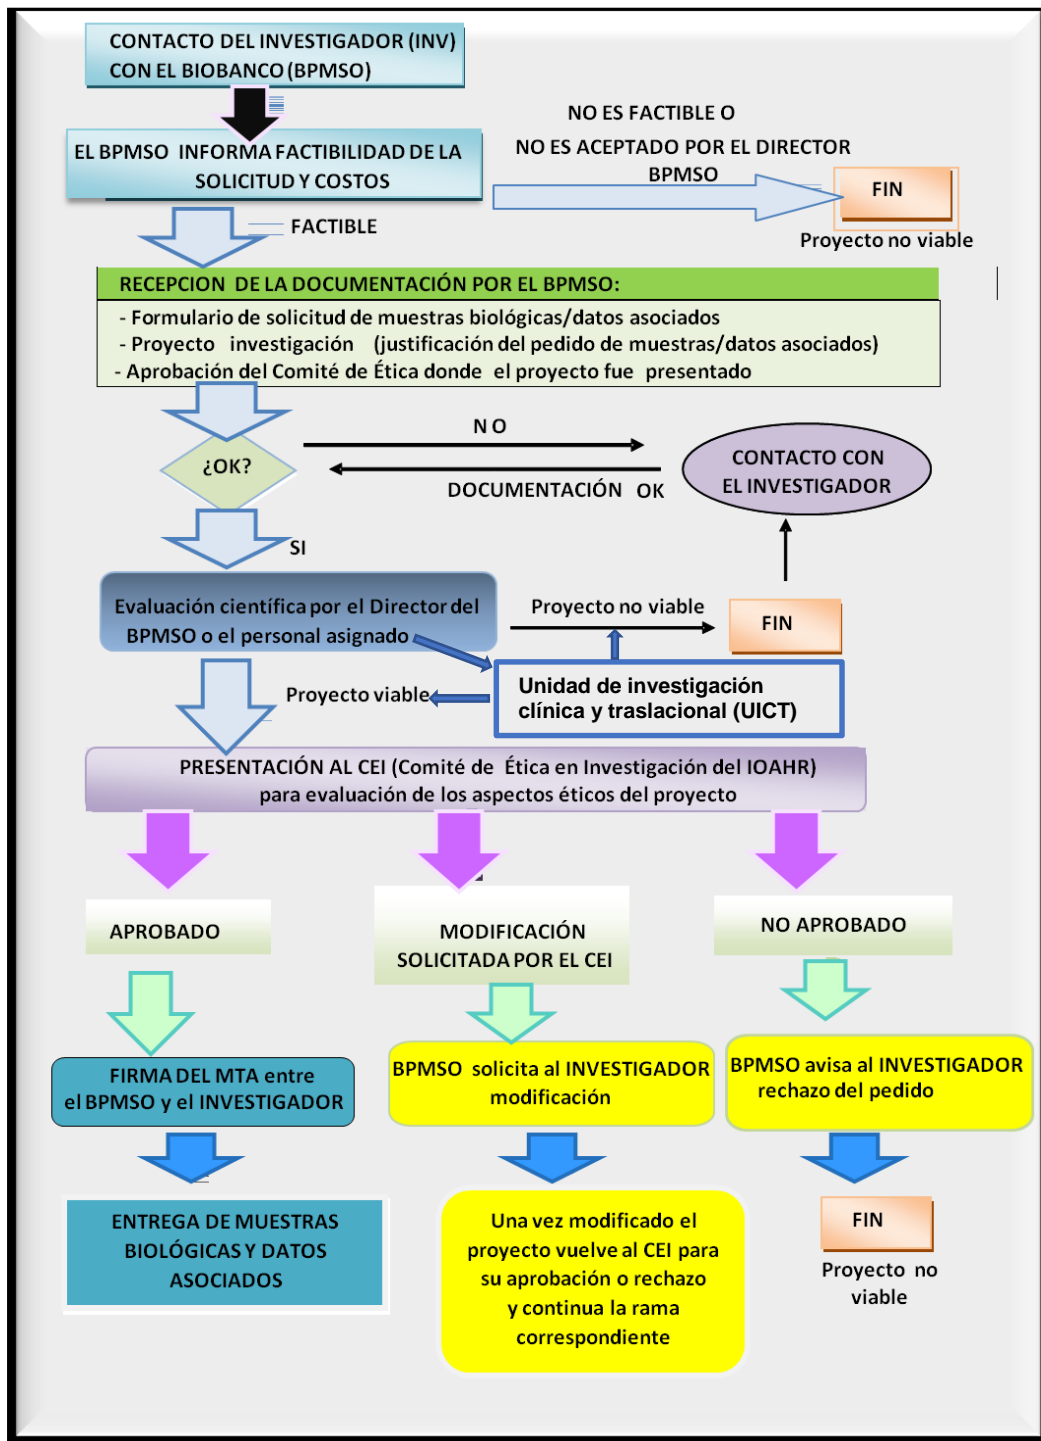 CONTACTO DEL INVESTIGADOR (INV)
CON EL BIOBANCO (BPMSO)
NO ES FACTIBLE O
NO ES ACEPTADO POR EL DIRECTOR
BPMSO
EL BPMSO INFORMA FACTIBILIDAD DE LA
SOLICITUD Y COSTOS
FIN
Proyecto no viable
FACTIBLE
RECEPCION DE LA DOCUMENTACIÓN POR EL BPMSO:
- Formulario de solicitud de muestras biológicas/datos asociados
- Proyecto investigación (justificación del pedido de muestras/datos asociados)
- Aprobación del Comité de Ética donde el proyecto fue presentado
¿OK?
N O
DOCUMENTACIÓN OK
CONTACTO CON
EL INVESTIGADOR
SI
Evaluación científica por el Director del
BPMSO o el personal asignado
Proyecto no viable
FIN
Unidad de investigación
clínica y traslacional (UICT)
Proyecto viable
PRESENTACIÓN AL CEI (Comité de Ética en Investigación del IOAHR)
para evaluación de los aspectos éticos del proyecto
APROBADO
MODIFICACIÓN
SOLICITADA POR EL CEI
NO APROBADO
FIRMA DEL MTA entre
el BPMSO y el INVESTIGADOR
BPMSO solicita al INVESTIGADOR
modificación
BPMSO avisa al INVESTIGADOR
rechazo del pedido
ENTREGA DE MUESTRAS
BIOLÓGICAS Y DATOS
ASOCIADOS
Una vez modificado el
proyecto vuelve al CEI para
su aprobación o rechazo
y continua la rama
correspondiente
FIN
Proyecto no
viable